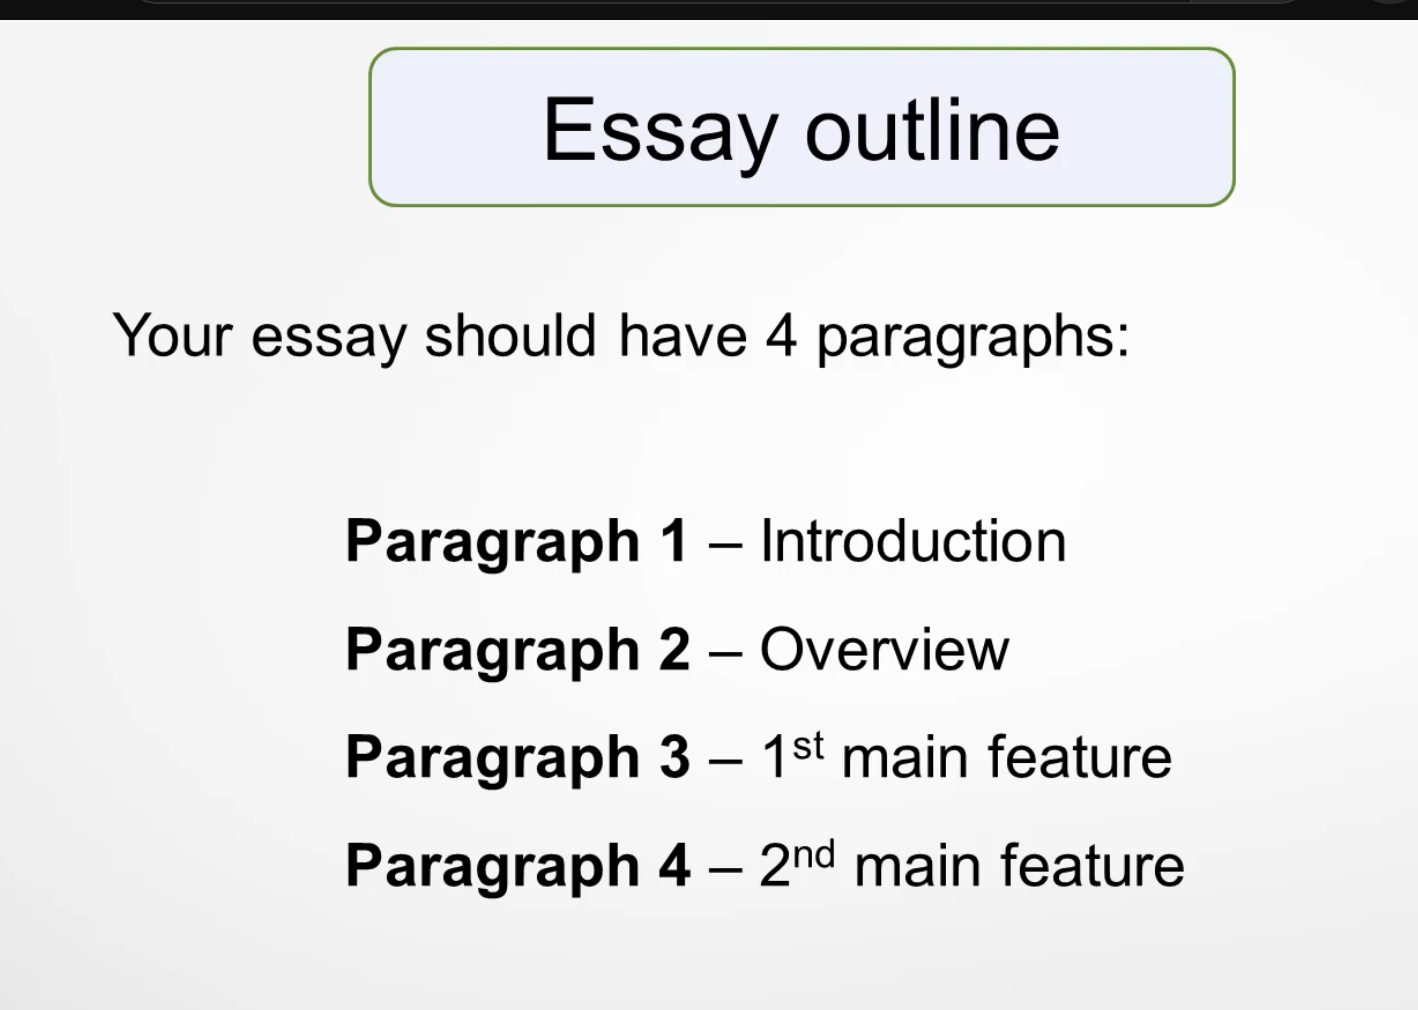 Essay outline
Your essay should have 4 paragraphs:
Paragraph 1 – Introduction
Paragraph 2 – Overview
Paragraph 3 – 1st main feature
Paragraph 4 – 2nd main feature